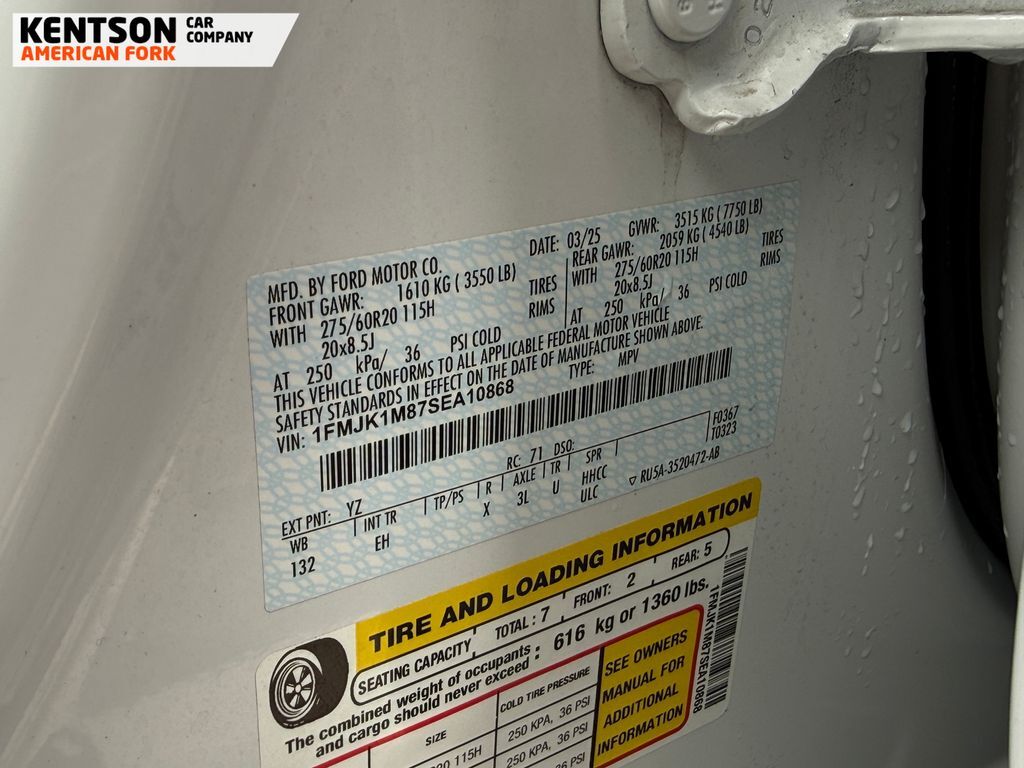 KENTSON CAR COMPANY
AMERICAN FORK
MFD. BY FORD MOTOR CO.
DATE: 03/25 GVWR: 3515 KG ( 7750 LB)
FRONT GAWR: 1610 KG ( 3550 LB)
REAR GAWR: 2059 KG ( 4540 LB)
WITH 275/60R20 115H TIRES
WITH 275/60R20 115H TIRES
20x8.5J RIMS
20x8.5J RIMS
AT 250 kPa/ 36 PSI COLD
AT 250 kPa/ 36 PSI COLD
THIS VEHICLE CONFORMS TO ALL APPLICABLE FEDERAL MOTOR VEHICLE
SAFETY STANDARDS IN EFFECT ON THE DATE OF MANUFACTURE SHOWN ABOVE.
VIN: 1FMJK1M87SEA10868 TYPE: MPV
F0367
T0323
EXT PNT: YZ RC: 71 DSO:
WB INT TR TP/PS R AXLE TR SPR
132 EH X 3L U HHCC
ULC
▽ RU5A-3520472-AB
TIRE AND LOADING INFORMATION
SEATING CAPACITY TOTAL : 7 FRONT: 2 REAR: 5
The combined weight of occupants and cargo should never exceed : 616 kg or 1360 lbs.
SIZE COLD TIRE PRESSURE
20 115H 250 KPA, 36 PSI
250 KPA, 36 PSI
SEE OWNERS
MANUAL FOR
ADDITIONAL
INFORMATION
1FMJK1M87SEA10868